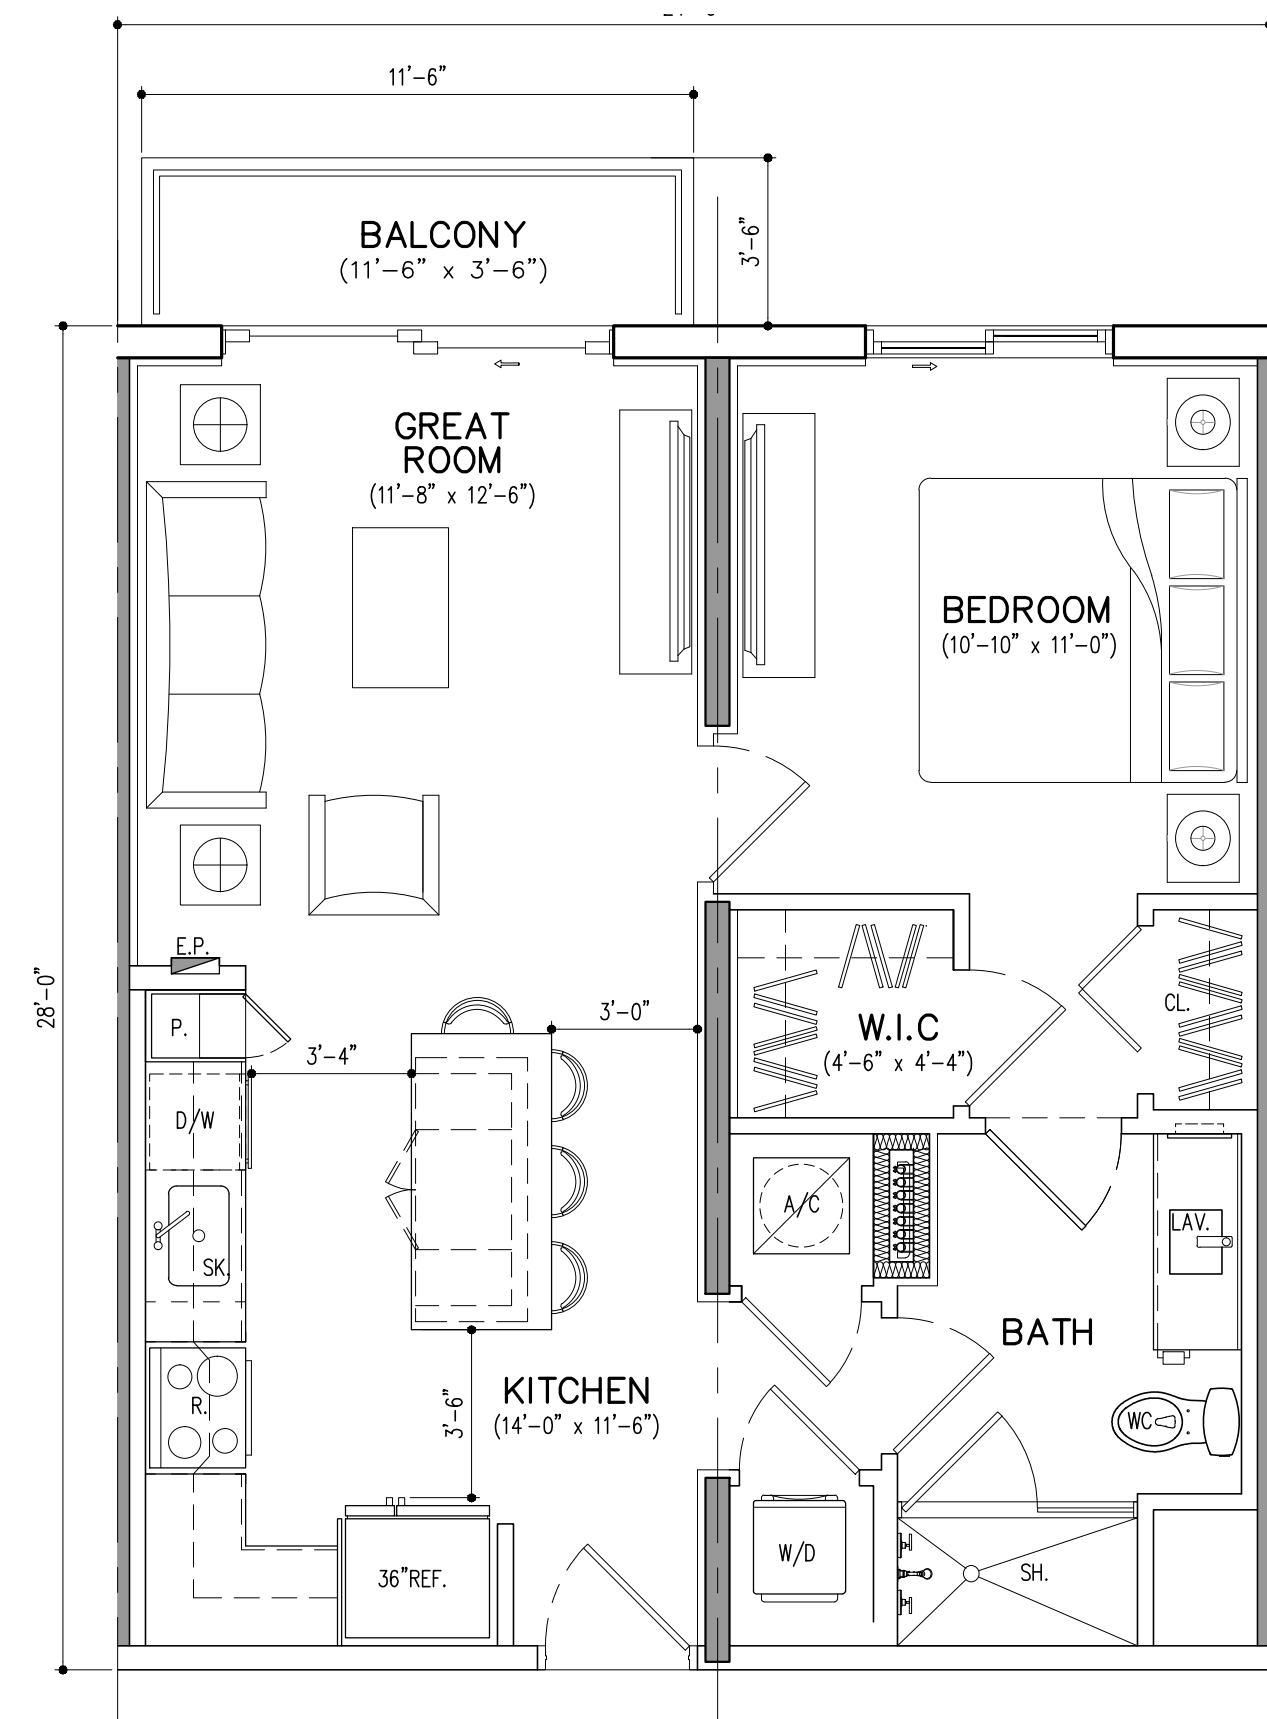 11'-6"
3'-6"
BALCONY
(11'-6" x 3'-6")
GREAT
ROOM
(11'-8" x 12'-6")
BEDROOM
(10'-10" x 11'-0")
E.P.
28'-0"
P.
3'-4"
3'-0"
W.I.C
(4'-6" x 4'-4")
CL.
D/W
A/C
LAV.
SK.
BATH
R.
KITCHEN
(14'-0" x 11'-6")
3'-6"
WC
36"REF.
W/D
SH.